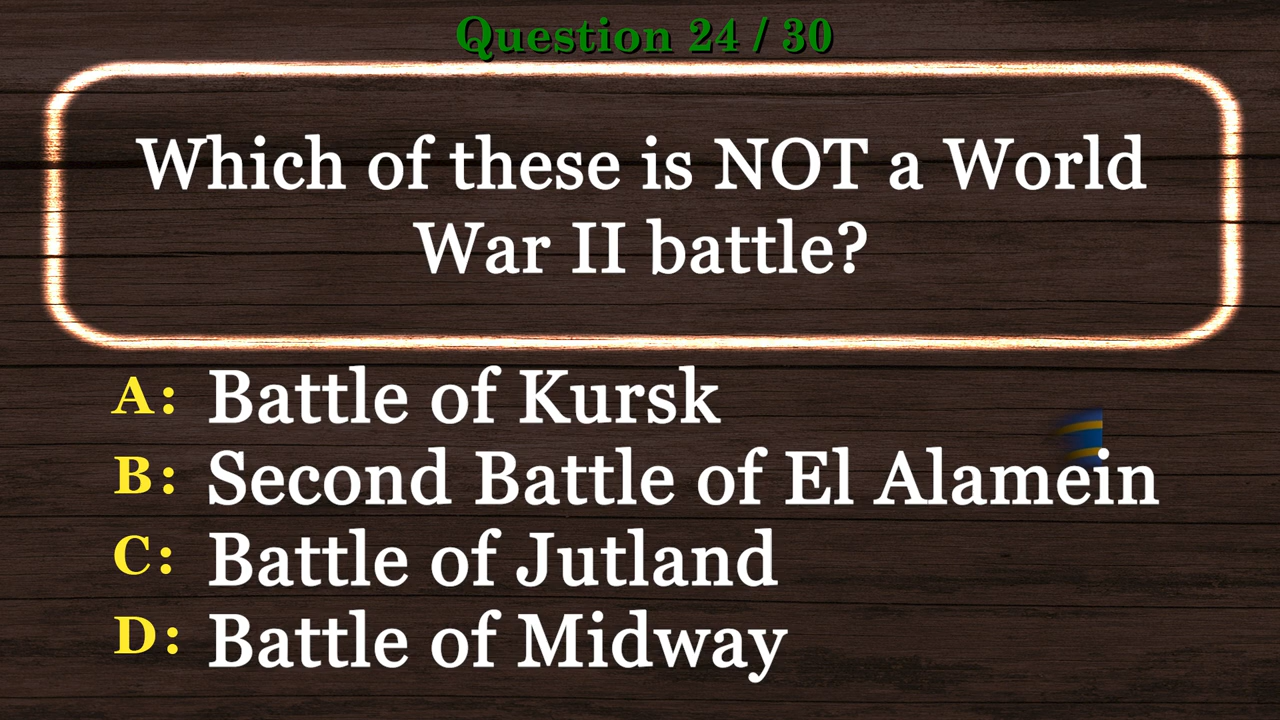 Question 24 / 30
Which of these is NOT a World
War II battle?
A: Battle of Kursk
B: Second Battle of El Alamein
C: Battle of Jutland
D: Battle of Midway